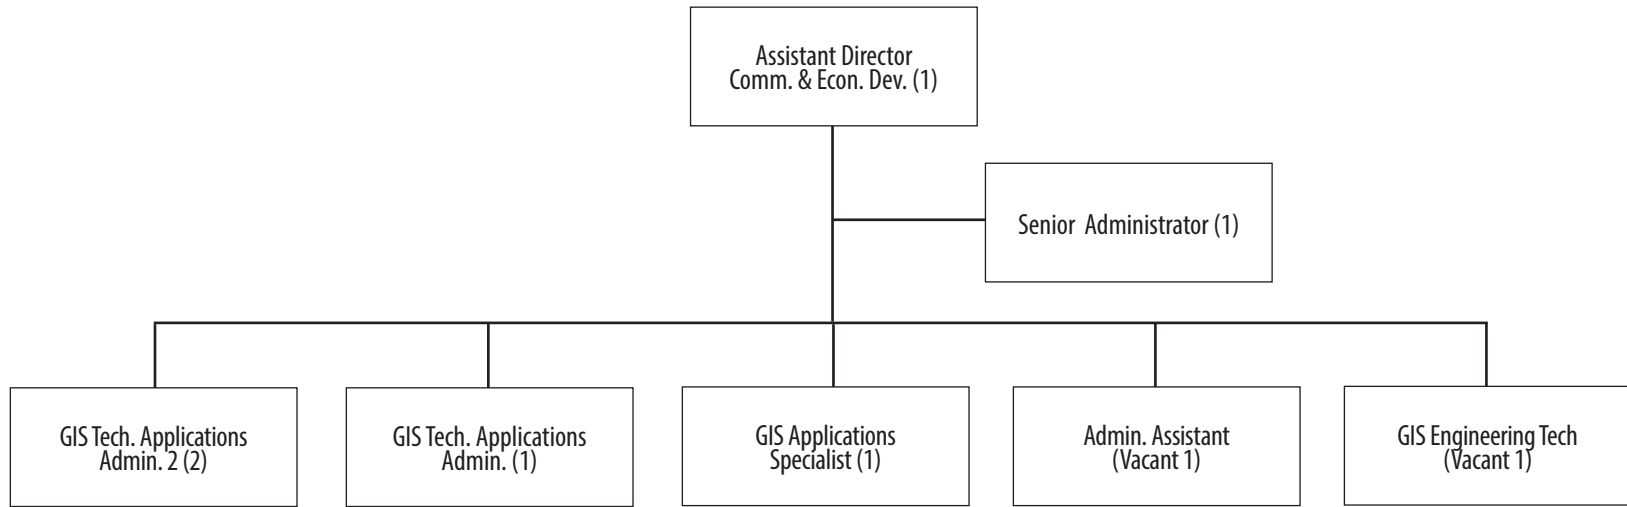 Assistant Director
Comm. & Econ. Dev. (1)
Senior Administrator (1)
GIS Tech. Applications
Admin. 2 (2)
GIS Tech. Applications
Admin. (1)
GIS Applications
Specialist (1)
Admin. Assistant
(Vacant 1)
GIS Engineering Tech
(Vacant 1)